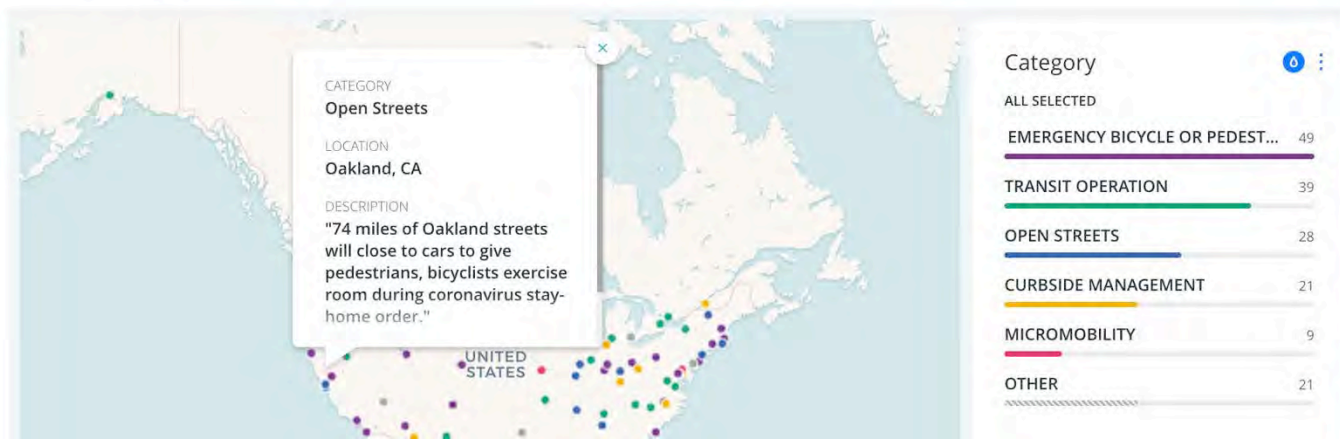 CATEGORY
Open Streets
LOCATION
Oakland, CA
DESCRIPTION
"74 miles of Oakland streets
will close to cars to give
pedestrians, bicyclists exercise
room during coronavirus stay-
home order."
UNITED
STATES
Category
ALL SELECTED
EMERGENCY BICYCLE OR PEDEST... 49
TRANSIT OPERATION 39
OPEN STREETS 28
CURBSIDE MANAGEMENT 21
MICROMOBILITY 9
OTHER 21